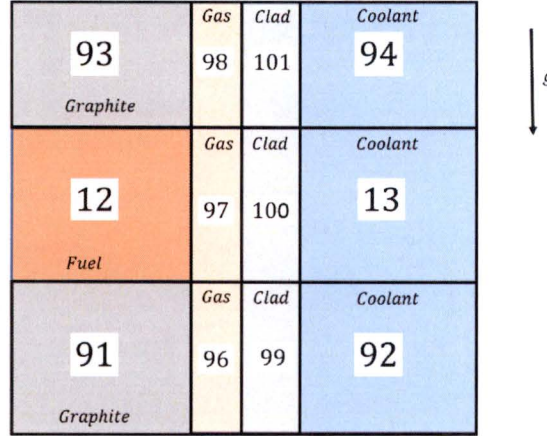 Gas Clad Coolant
93 98 101 94
Graphite
g
Gas Clad Coolant
12 97 100 13
Fuel
Gas Clad Coolant
91 96 99 92
Graphite